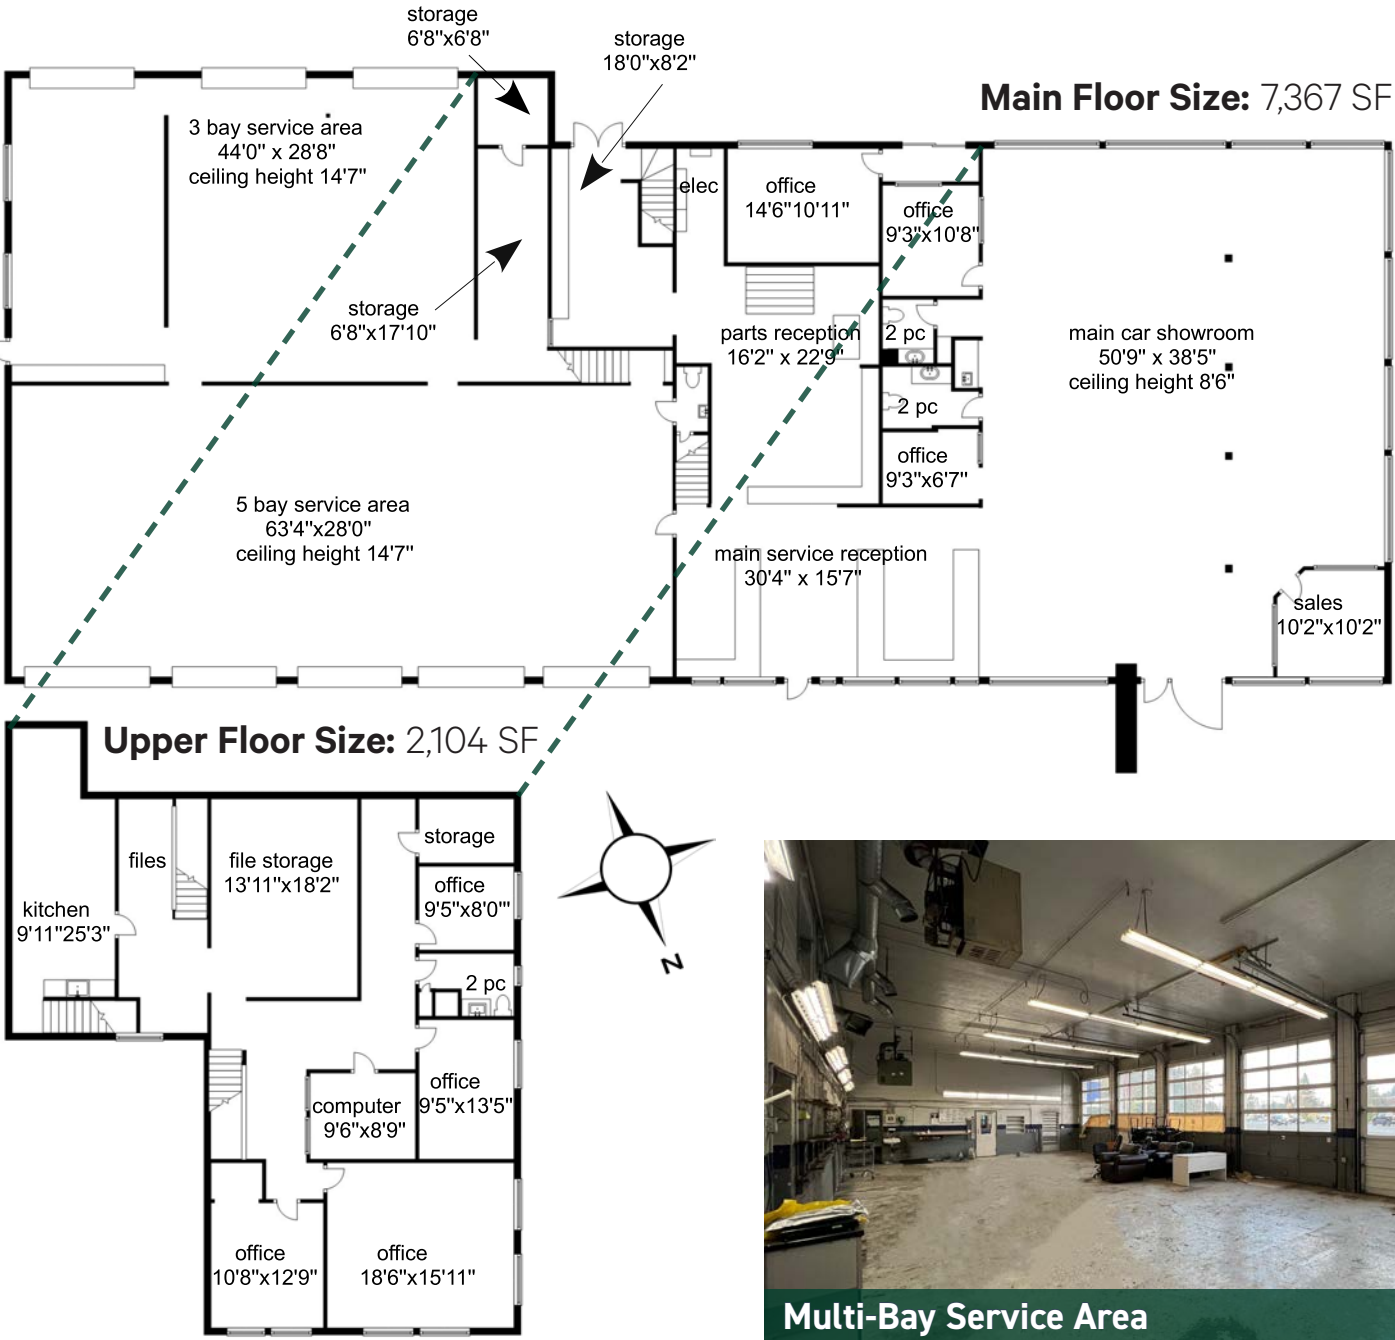 storage
6'8"x6'8"
storage
18'0"x8'2"
Main Floor Size: 7,367 SF
3 bay service area
44'0" x 28'8"
ceiling height 14'7"
elec
office
14'6"10'11"
office
9'3"x10'8"
storage
6'8"x17'10"
parts reception
16'2" x 22'9"
2 pc
main car showroom
50'9" x 38'5"
ceiling height 8'6"
2 pc
office
9'3"x6'7"
5 bay service area
63'4"x28'0"
ceiling height 14'7"
main service reception
30'4" x 15'7"
sales
10'2"x10'2"
Upper Floor Size: 2,104 SF
storage
files
file storage
13'11"x18'2"
office
9'5"x8'0'"
kitchen
9'11"25'3"
2 pc
N
office
9'5"x13'5"
computer
9'6"x8'9"
office
10'8"x12'9"
office
18'6"x15'11"
Multi-Bay Service Area